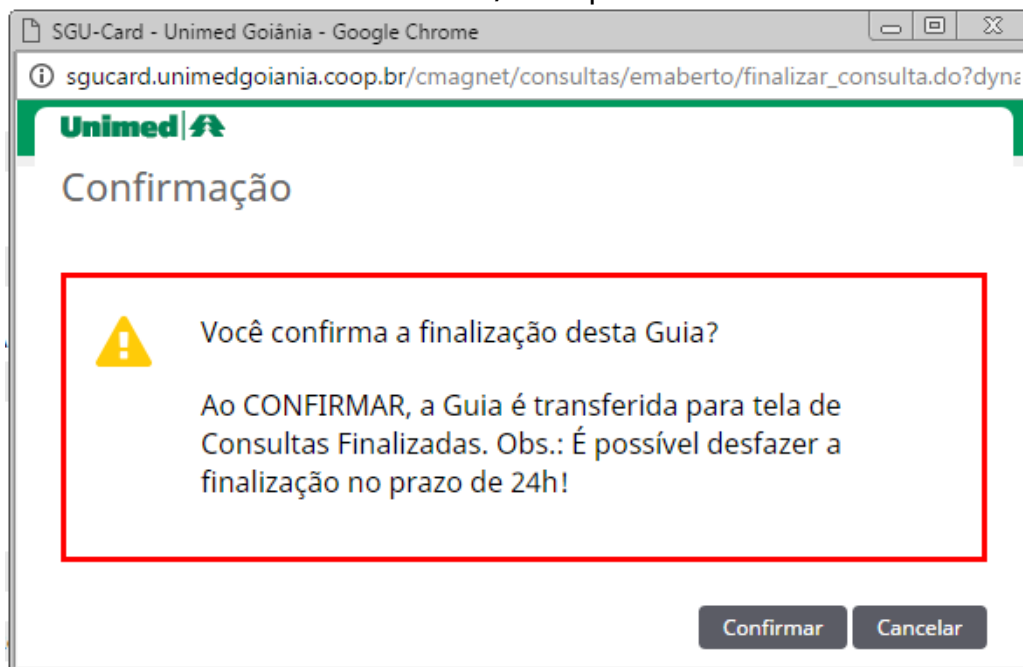 SGU-Card - Unimed Goiânia - Google Chrome
sgucard.unimedgoiania.coop.br/cmagnet/consultas/emaberto/finalizar_consulta.do?dyna
Unimed
Confirmação
Você confirma a finalização desta Guia?
Ao CONFIRMAR, a Guia é transferida para tela de
Consultas Finalizadas. Obs.: É possível desfazer a
finalização no prazo de 24h!
Confirmar Cancelar